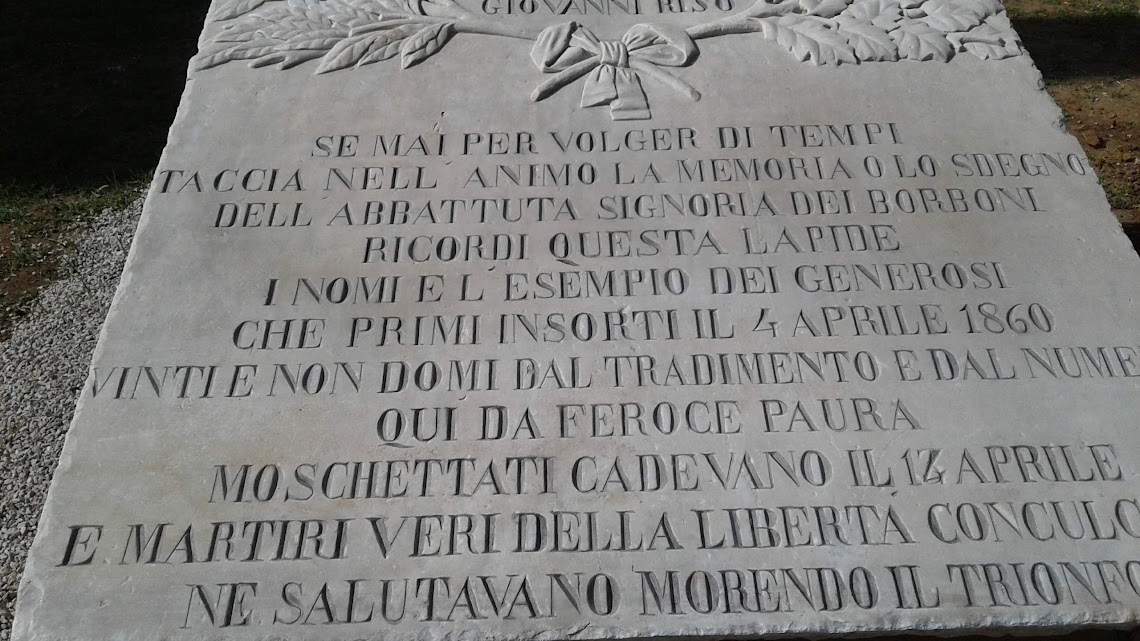 GIOVANNI RISO
SE MAI PER VOLGER DI TEMPI
TACCIA NELL ANIMO LA MEMORIA O LO SDEGNO
DELL ABBATTUTA SIGNORIA DEI BORBONI
RICORDI QUESTA LAPIDE
I NOMI E L'ESEMPIO DEI GENEROSI
CHE PRIMI INSORTI IL 4 APRILE 1860
VINTI E NON DOMI DAL TRADIMENTO E DAL NUME
QUI DA FEROCE PAURA
MOSCHETTATI CADEVANO IL 14 APRILE
E MARTIRI VERI DELLA LIBERTÀ CONCULC
NE SALUTAVANO MORENDO IL TRIONFO